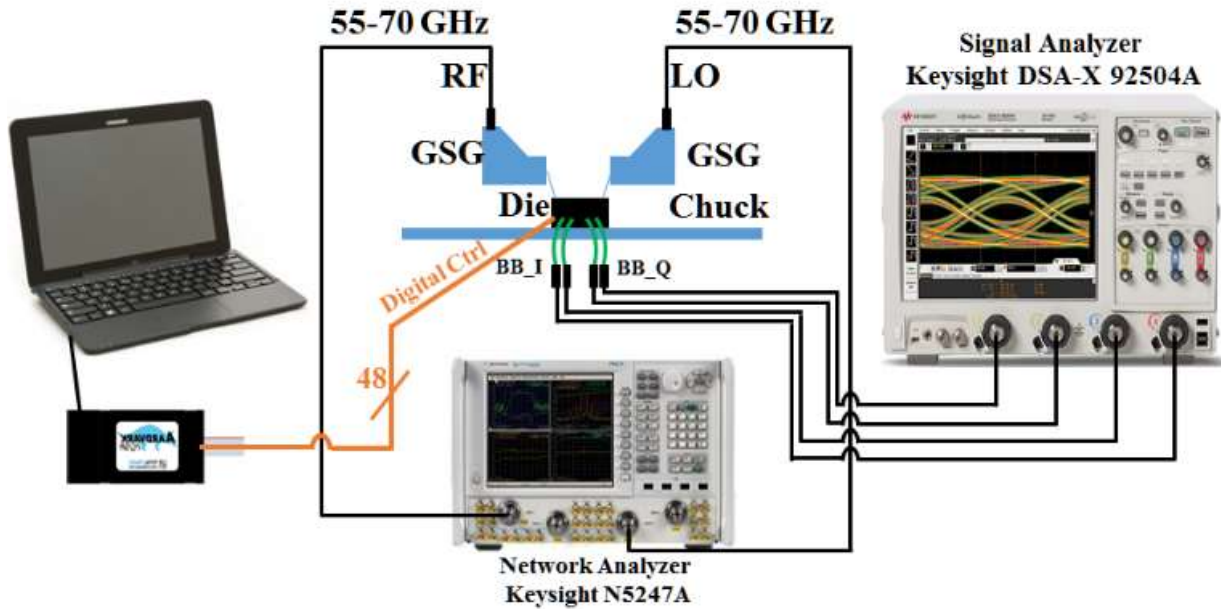 55-70 GHz
55-70 GHz
Signal Analyzer
Keysight DSA-X 92504A
RF
LO
GSG
GSG
Die
Chuck
BB_I
BB_Q
Digital Ctrl
48
AARDVARK
Network Analyzer
Keysight N5247A